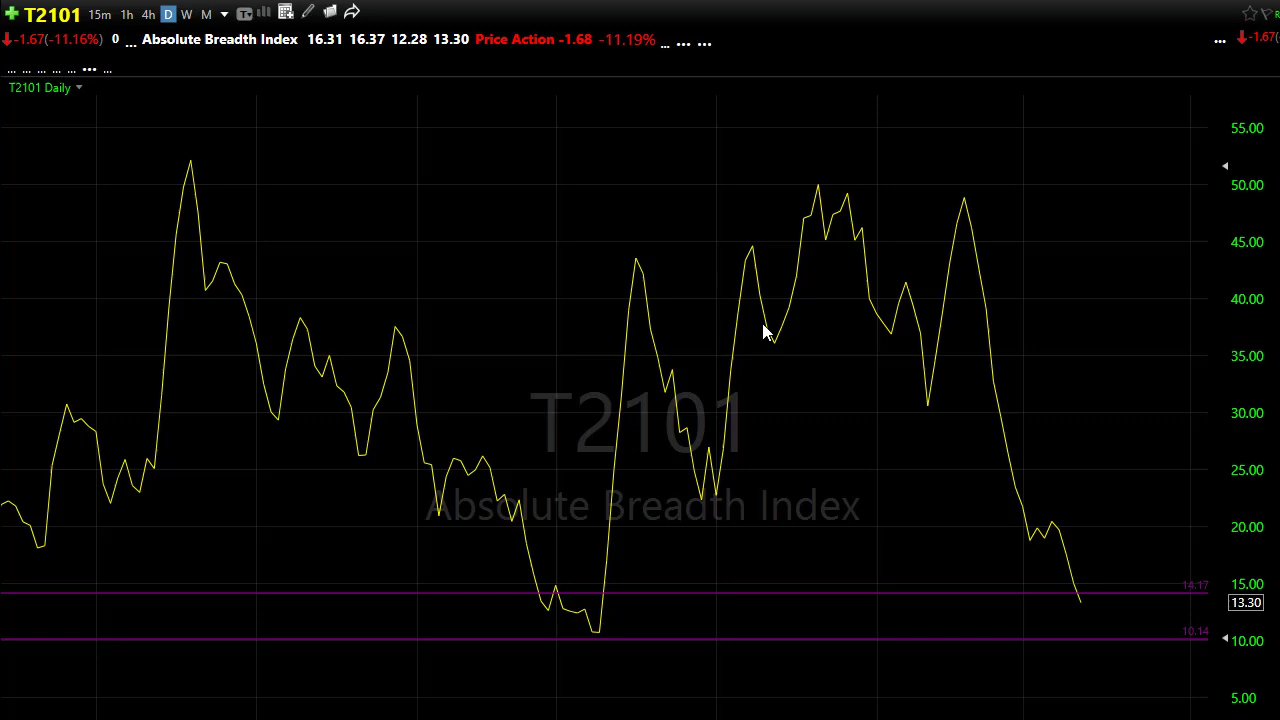 T2101 15m 1h 4h D W M
-1.67(-11.16%) 0 ... Absolute Breadth Index 16.31 16.37 12.28 13.30 Price Action -1.68 -11.19% ... ... ... ... -1.67(
... ... ... ... ... ... ...
T2101 Daily
55.00
50.00
45.00
40.00
35.00
30.00
T2101
25.00
Absolute Breadth Index
20.00
14.17
15.00
13.30
10.14
10.00
5.00